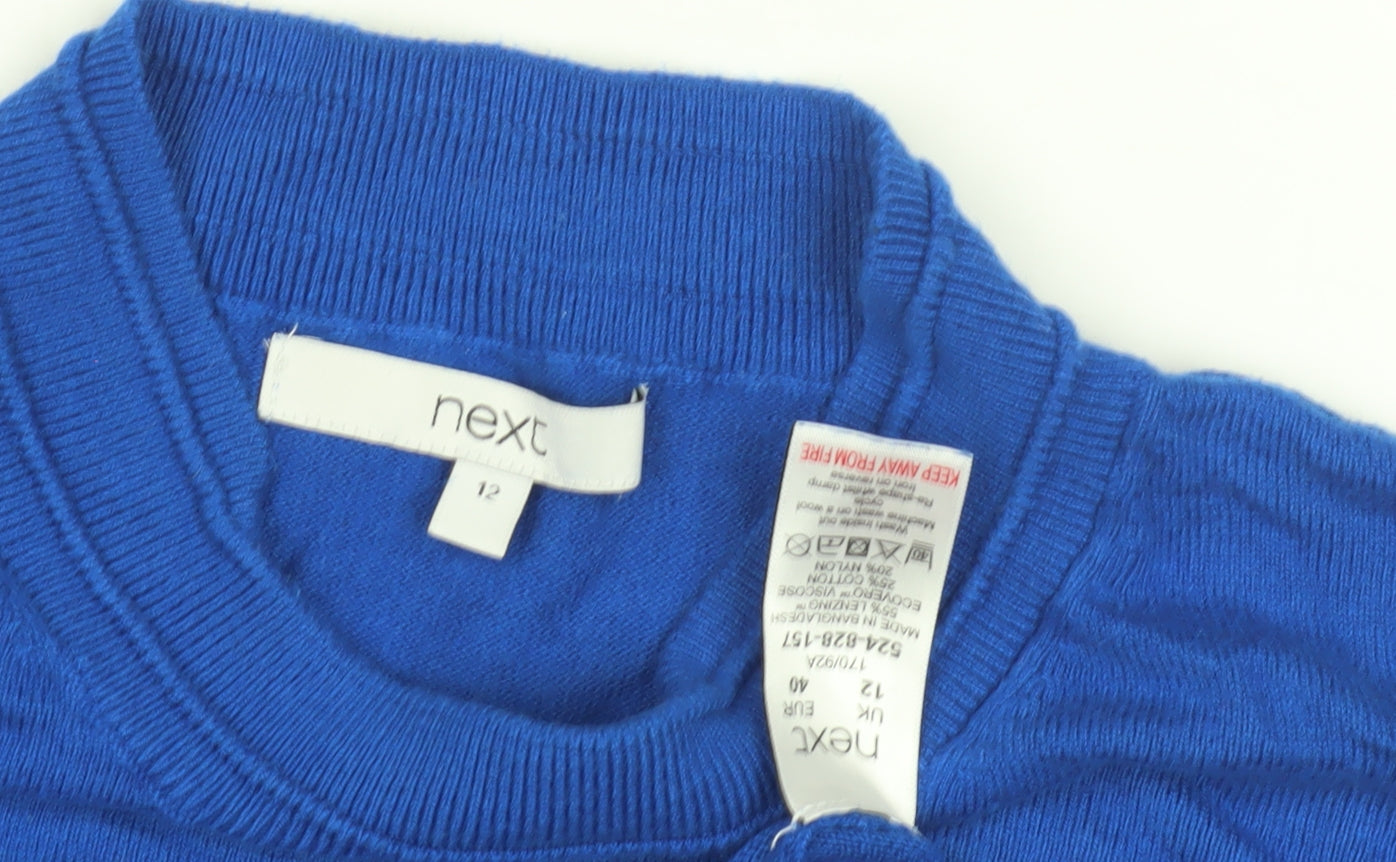 next
12
next
UK EUR
12 40
170/92A
524-828-157
MADE IN BANGLADESH
55% LENZING™
ECOVERO™ VISCOSE
25% COTTON
20% NYLON
40
Wash inside out
Machine wash on a wool
cycle
Re-shape whilst damp
Iron on reverse
KEEP AWAY FROM FIRE